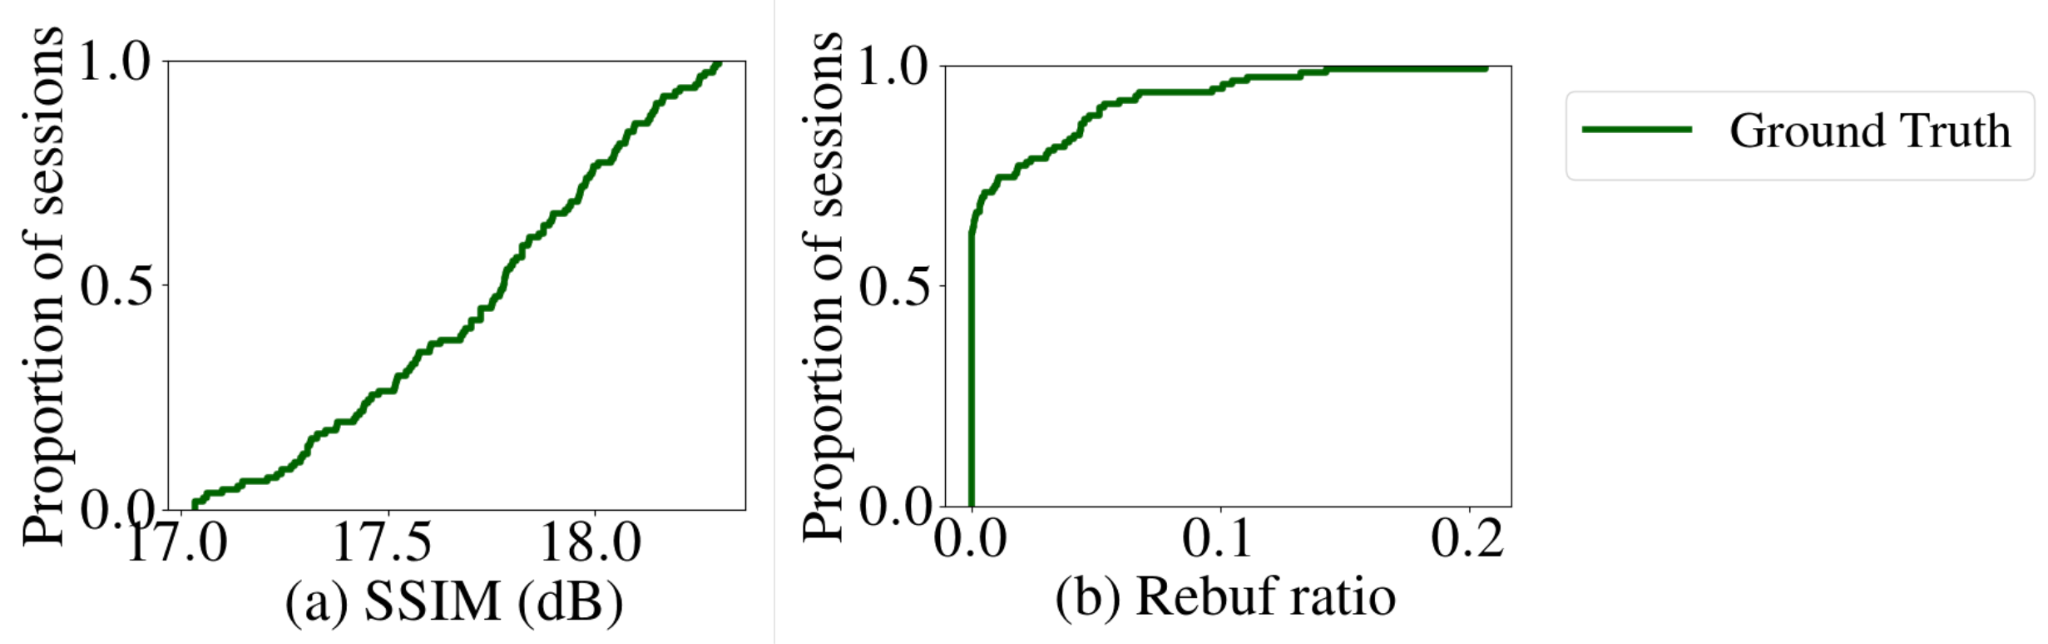 Proportion of sessions
1.0
0.5
0.0
17.0 17.5 18.0
(a) SSIM (dB)
Proportion of sessions
1.0
0.5
0.0
0.0 0.1 0.2
(b) Rebuf ratio
Ground Truth